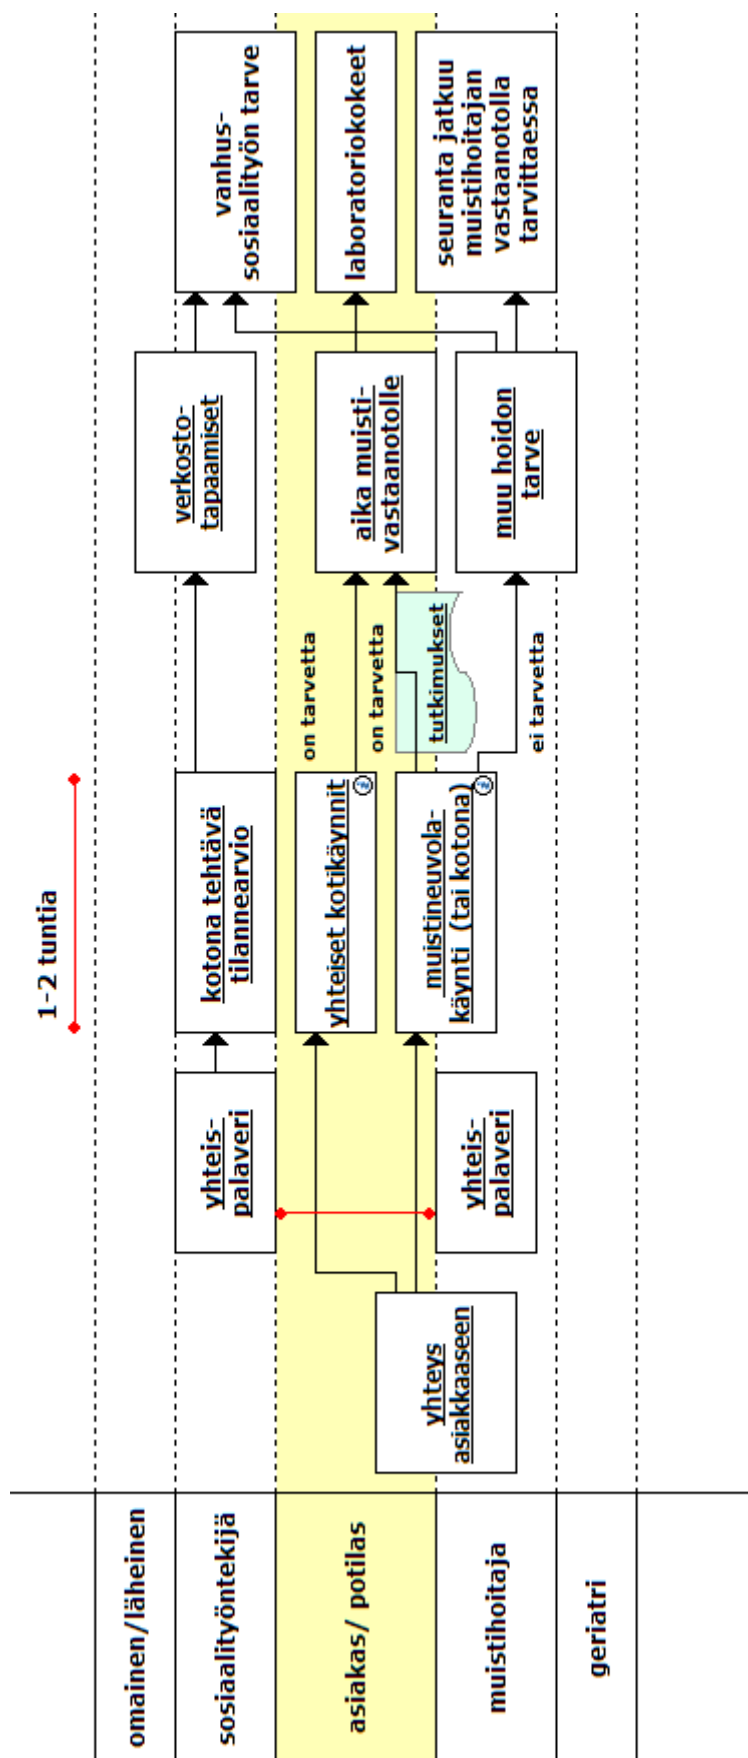 1-2 tuntia
omainen/läheinen
sosiaalityöntekijä
yhteis-
palaveri
kotona tehtävä
tilannearvio
verkosto-
tapaamiset
vanhus-
sosiaalityön tarve
asiakas/ potilas
yhteiset kotikäynnit
i
on tarvetta
on tarvetta
aika muisti-
vastaanotolle
laboratoriokokeet
yhteys
asiakkaaseen
muistineuvola-
käynti (tai kotona)
i
tutkimukset
muistihoitaja
yhteis-
palaveri
ei tarvetta
muu hoidon
tarve
seuranta jatkuu
muistihoitajan
vastaanotolla
tarvittaessa
geriatri